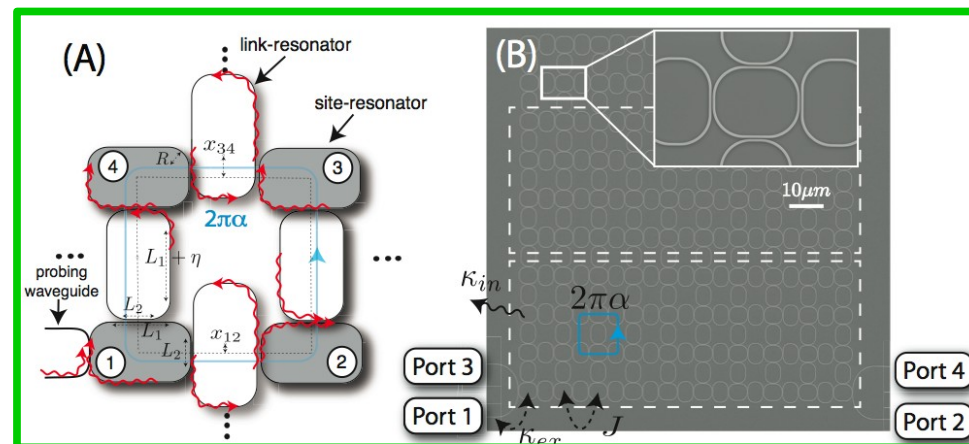 (A)
link-resonator
site-resonator
4
R
x₃₄
3
2πα
L₁ + η
probing
waveguide
L₂
L₁
x₁₂
1
L₂
2
(B)
10μm
κᵢₙ
2πα
Port 3
Port 4
Port 1
κₑₓ
J
Port 2